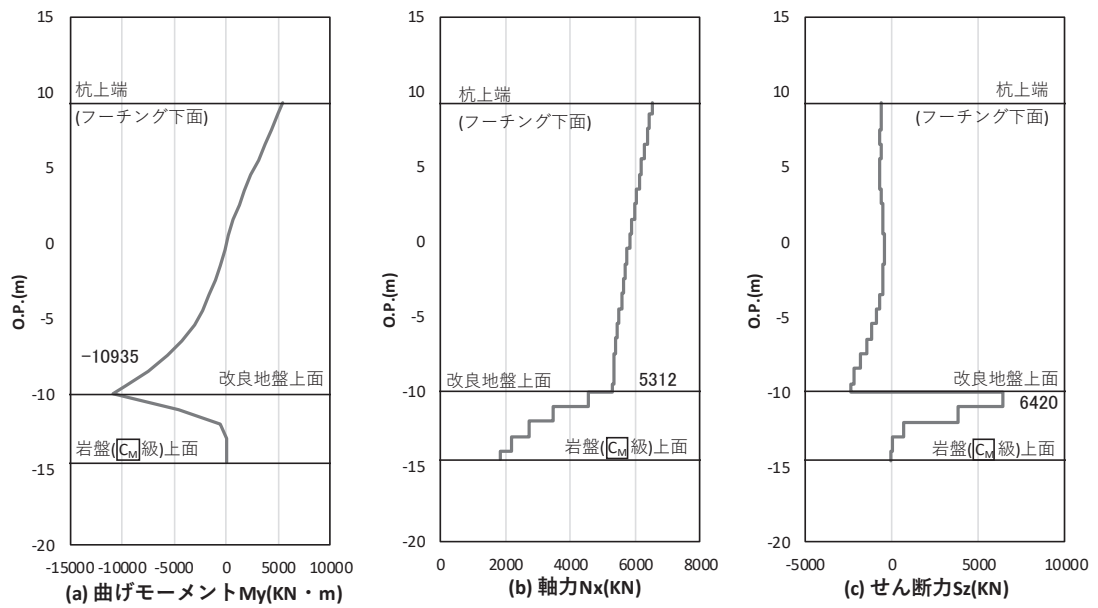 15
10
5
0
-5
-10
-15
-20
O.P.(m)
杭上端
(フーチング下面)
-10935
改良地盤上面
岩盤(CM級)上面
-15000
-10000
-5000
0
5000
10000
(a) 曲げモーメントMy(KN・m)
15
10
5
0
-5
-10
-15
-20
O.P.(m)
杭上端
(フーチング下面)
改良地盤上面
5312
岩盤(CM級)上面
0
2000
4000
6000
8000
(b) 軸力Nx(KN)
15
10
5
0
-5
-10
-15
-20
O.P.(m)
杭上端
(フーチング下面)
改良地盤上面
6420
岩盤(CM級)上面
-5000
0
5000
10000
(c) せん断力Sz(KN)